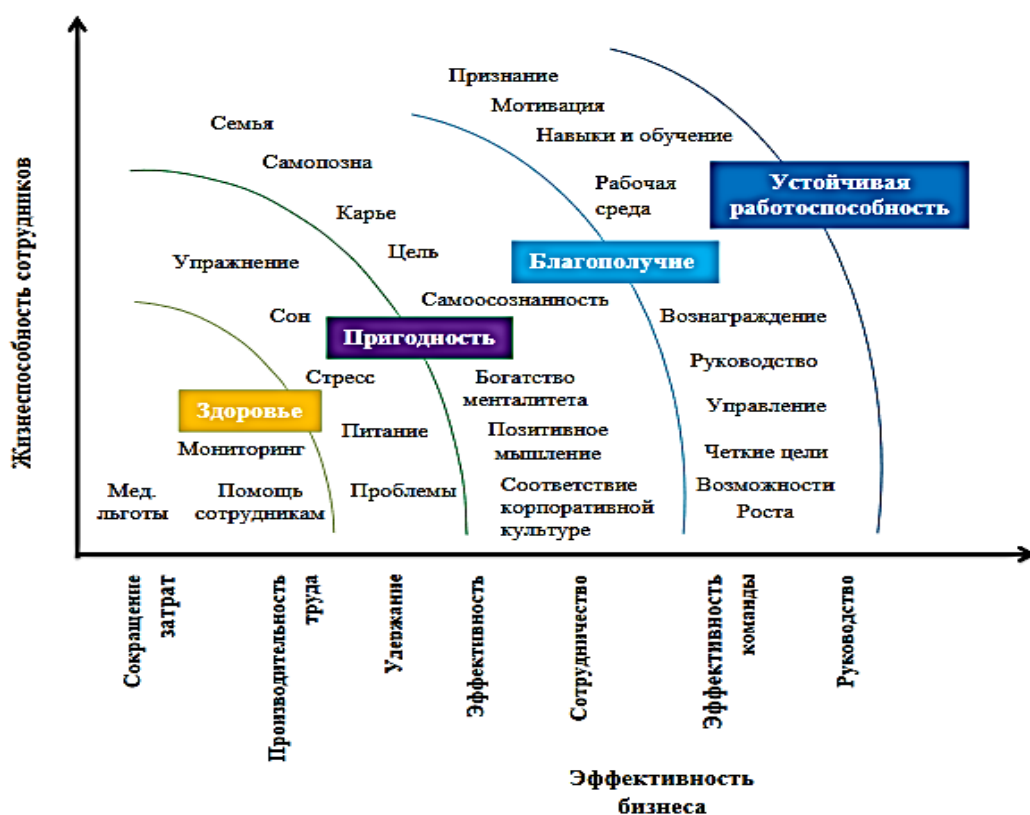 Жизнеспособность сотрудников
Признание
Мотивация
Навыки и обучение
Семья
Самопозна
Рабочая
среда
Устойчивая
работоспособность
Карье
Цель
Благополучие
Упражнение
Сон
Самоосознанность
Вознаграждение
Пригодность
Руководство
Стресс
Богатство
менталитета
Здоровье
Управление
Мониторинг
Питание
Позитивное
мышление
Четкие цели
Мед.
льготы
Помощь
сотрудникам
Проблемы
Соответствие
корпоративной
культуре
Возможности
Роста
Сокращение
затрат
Производительность
труда
Удержание
Эффективность
Сотрудничество
Эффективность
команды
Руководство
Эффективность
бизнеса